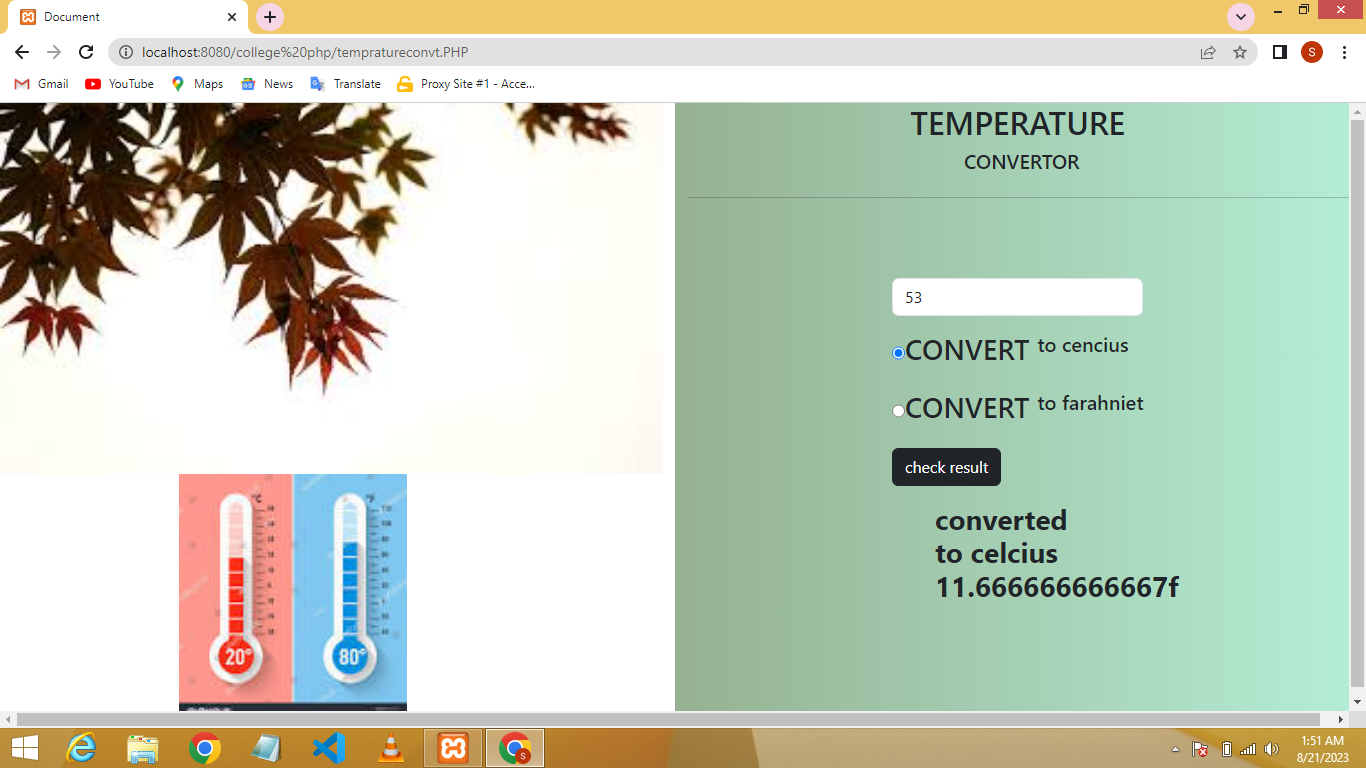 Document
localhost:8080/college%20php/tempratureconvt.PHP
S
Gmail
YouTube
Maps
News
Translate
Proxy Site #1 - Acce...
TEMPERATURE
CONVERTOR
53
CONVERT to cencius
CONVERT to farahniet
check result
converted
to celcius
11.666666666667f
°C
°F
20°
80°
S
1:51 AM
8/21/2023